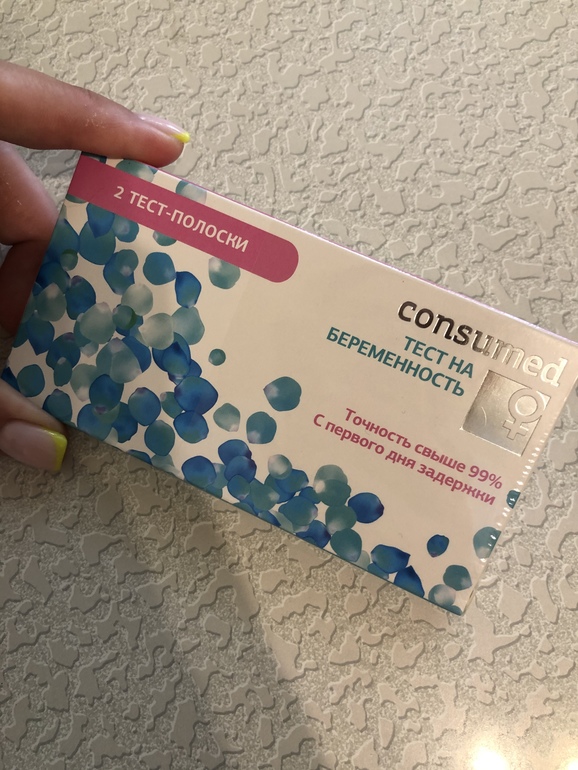 2 ТЕСТ-ПОЛОСКИ
consumed
ТЕСТ НА
БЕРЕМЕННОСТЬ
Точность свыше 99%
С первого дня задержки